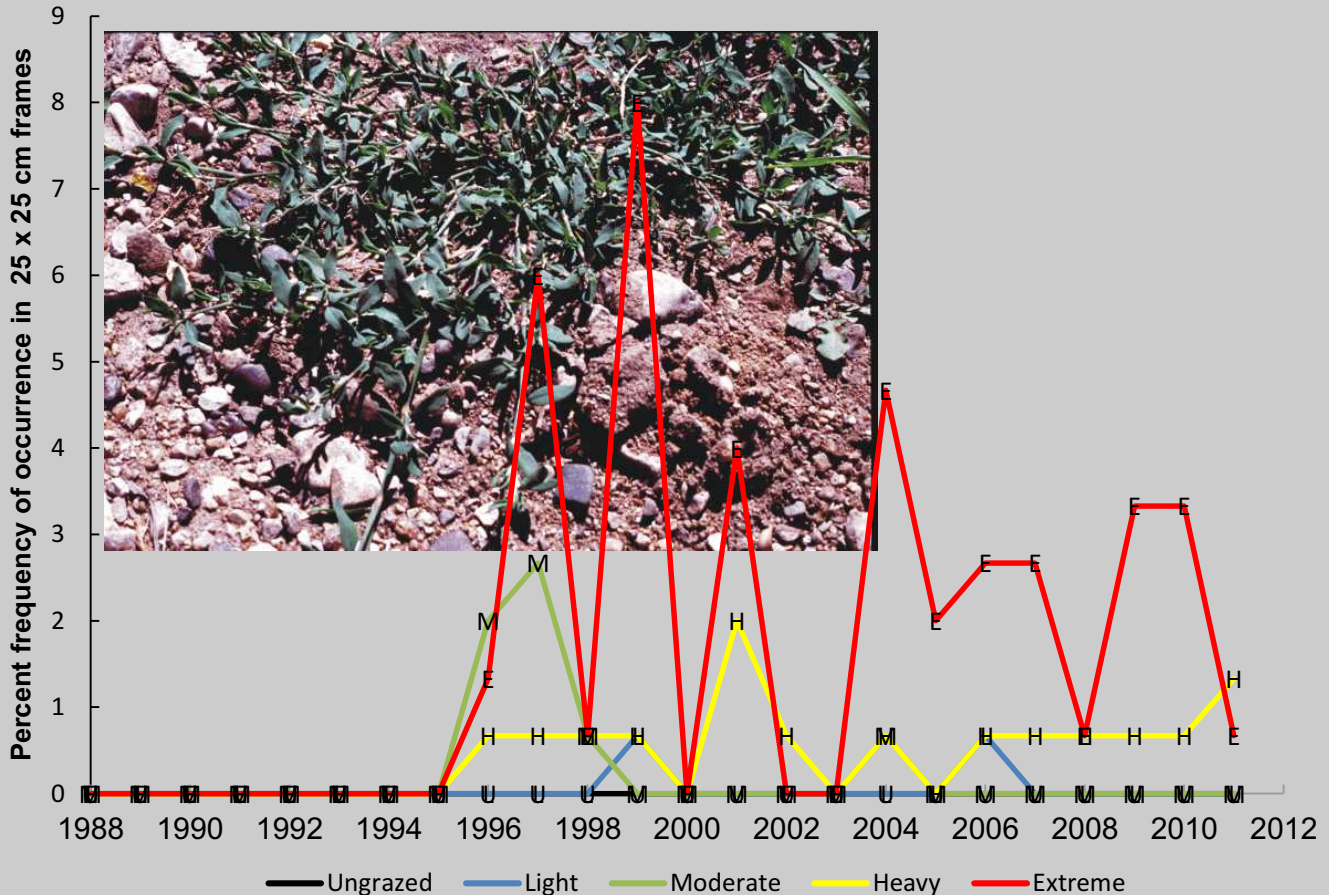 Percent frequency of occurrence in 25 x 25 cm frames
9
8
7
6
5
4
3
2
1
0
E
E
E
E
E
E
E
E
E
E
E
M
M
H
H
H
H
H
H
H
H
H
H
U
U
U
U
1988 1990 1992 1994 1996 1998 2000 2002 2004 2006 2008 2010 2012
Ungrazed Light Moderate Heavy Extreme